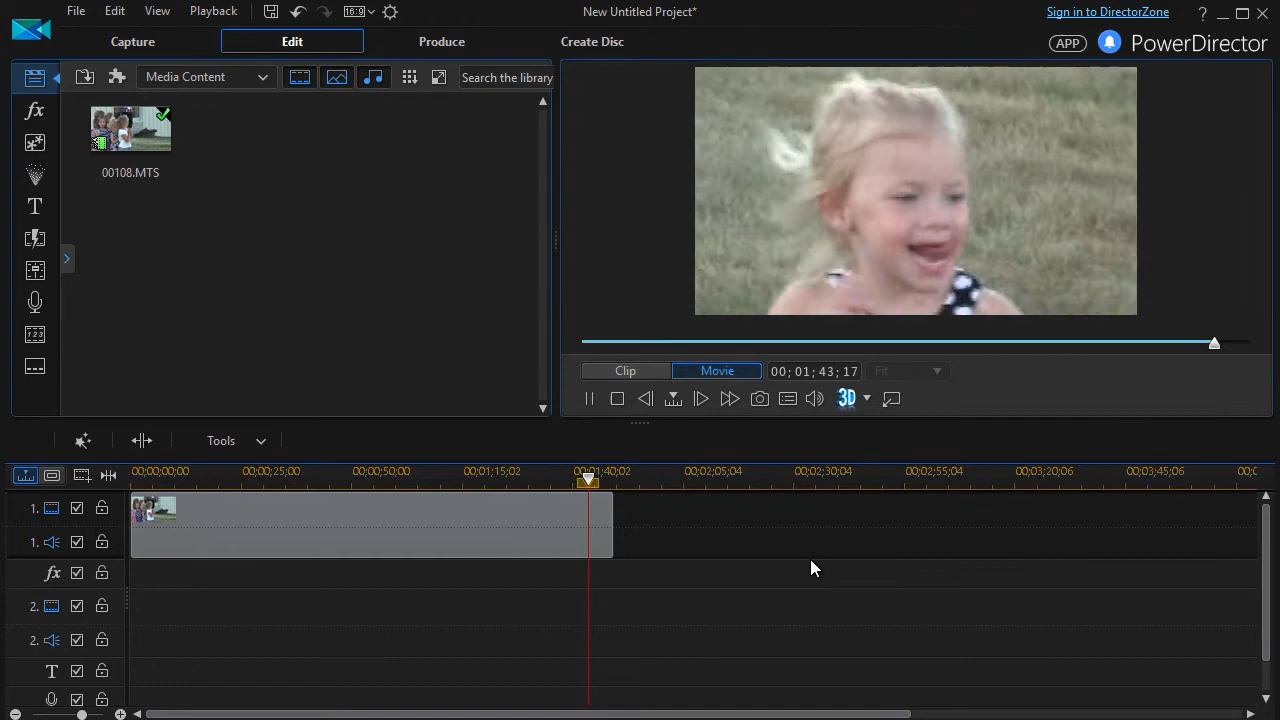 File Edit View Playback 16:9 New Untitled Project* Sign in to DirectorZone ?
Capture Edit Produce Create Disc APP PowerDirector
Media Content Search the library
fx
00108.MTS
T
123
Clip Movie 00; 01; 43; 17 Fit
3D
Tools
00;00;00;00 00;00;25;00 00;00;50;00 00;01;15;02 00;01;40;02 00;02;05;04 00;02;30;04 00;02;55;04 00;03;20;06 00;03;45;06
1.
1.
fx
2.
2.
T